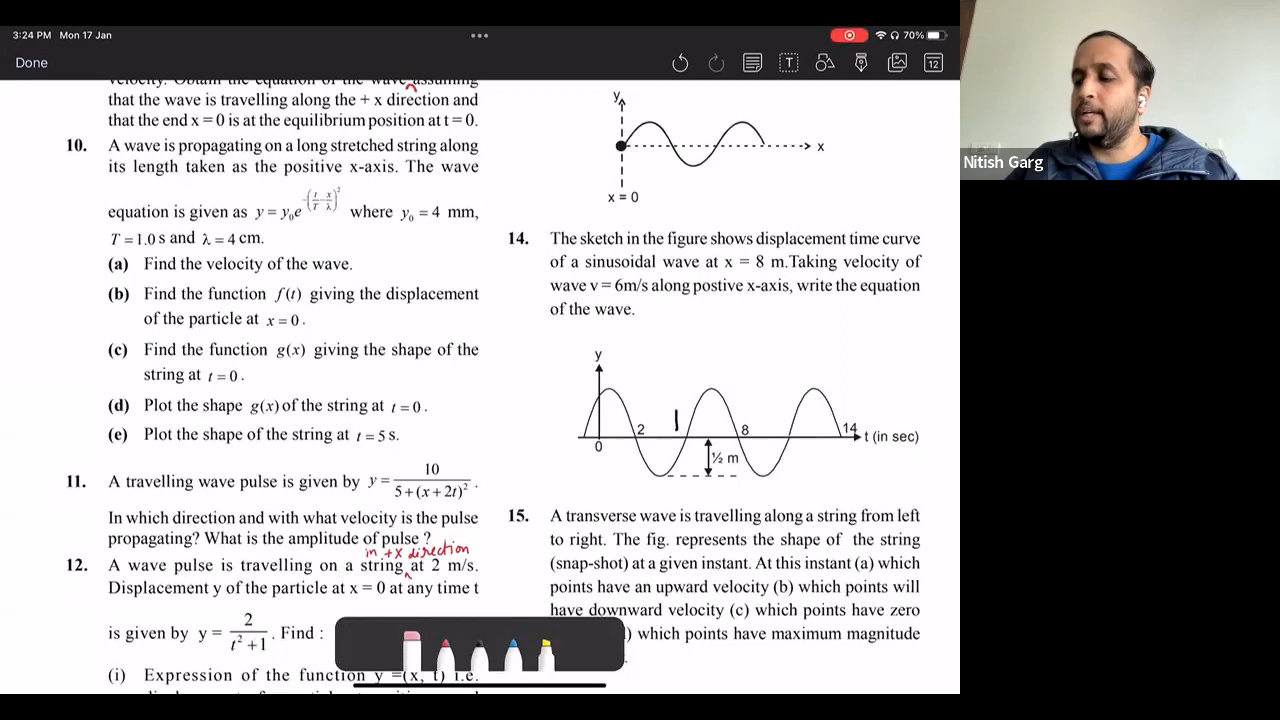 3:24 PM Mon 17 Jan
70%
Done
T
12
velocity. Obtain the equation of the wave assuming
that the wave is travelling along the + x direction and
that the end x = 0 is at the equilibrium position at t = 0.
10. A wave is propagating on a long stretched string along
its length taken as the positive x-axis. The wave
equation is given as y = y₀e^-(t/T - x/λ)² where y₀ = 4 mm,
T = 1.0 s and λ = 4 cm.
(a) Find the velocity of the wave.
(b) Find the function f(t) giving the displacement
of the particle at x = 0.
(c) Find the function g(x) giving the shape of the
string at t = 0.
(d) Plot the shape g(x) of the string at t = 0.
(e) Plot the shape of the string at t = 5 s.
11. A travelling wave pulse is given by y = 10/(5+(x+2t)²).
In which direction and with what velocity is the pulse
propagating? What is the amplitude of pulse ?
in +x direction
12. A wave pulse is travelling on a string at 2 m/s.
Displacement y of the particle at x = 0 at any time t
is given by y = 2/(t²+1). Find :
(i) Expression of the function y =(x, t) i.e.
y
x
x = 0
14. The sketch in the figure shows displacement time curve
of a sinusoidal wave at x = 8 m.Taking velocity of
wave v = 6m/s along postive x-axis, write the equation
of the wave.
y
0
2
8
14
t (in sec)
½ m
15. A transverse wave is travelling along a string from left
to right. The fig. represents the shape of the string
(snap-shot) at a given instant. At this instant (a) which
points have an upward velocity (b) which points will
have downward velocity (c) which points have zero
) which points have maximum magnitude
Nitish Garg